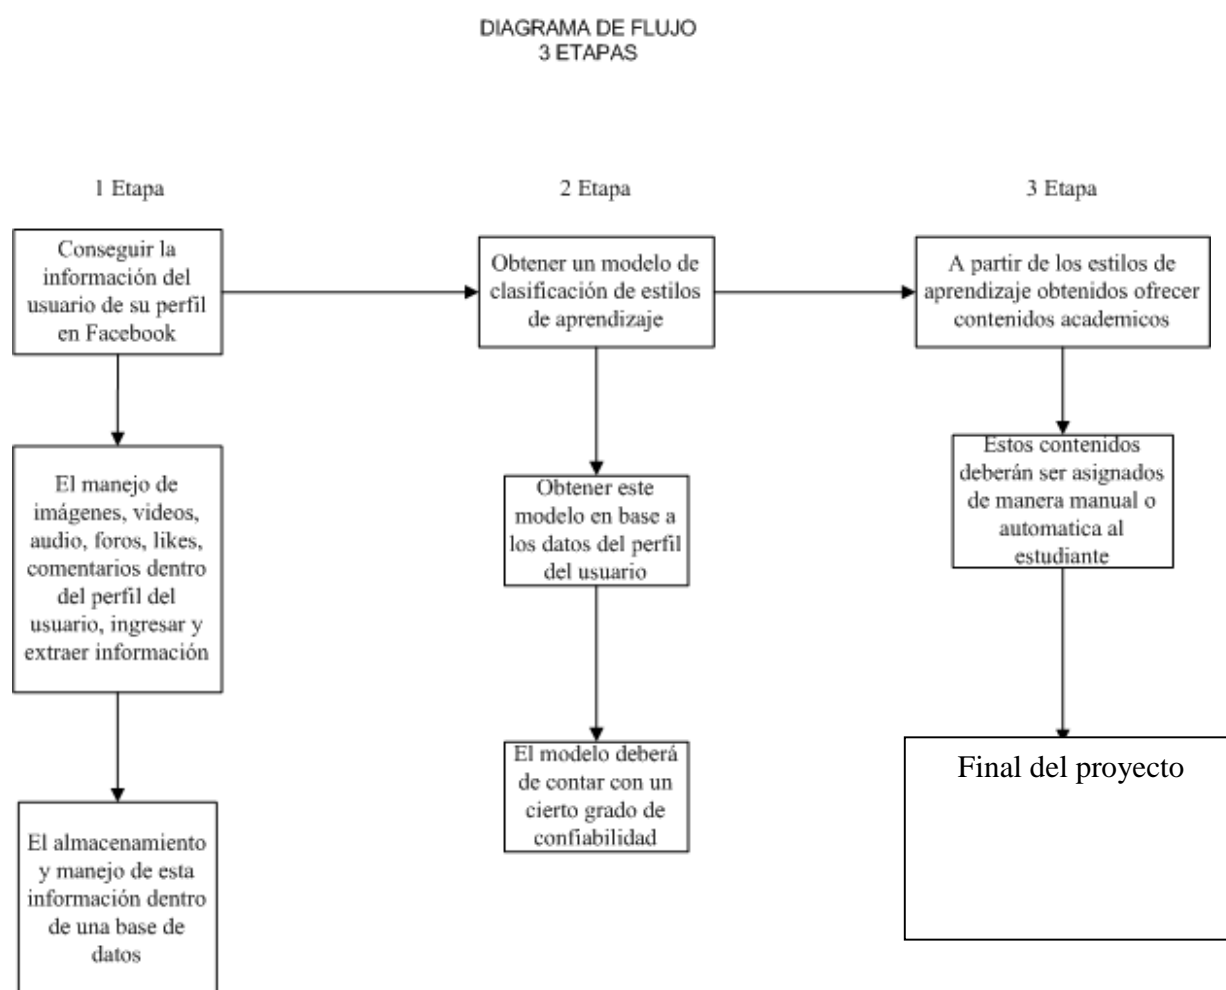 DIAGRAMA DE FLUJO
3 ETAPAS
1 Etapa
2 Etapa
3 Etapa
Conseguir la
información del
usuario de su perfil
en Facebook
Obtener un modelo de
clasificación de estilos
de aprendizaje
A partir de los estilos de
aprendizaje obtenidos ofrecer
contenidos academicos
El manejo de
imágenes, videos,
audio, foros, likes,
comentarios dentro
del perfil del
usuario, ingresar y
extraer información
Obtener este
modelo en base a
los datos del perfil
del usuario
Estos contenidos
deberán ser asignados
de manera manual o
automatica al
estudiante
El almacenamiento
y manejo de esta
información dentro
de una base de
datos
El modelo deberá
de contar con un
cierto grado de
confiabilidad
Final del proyecto